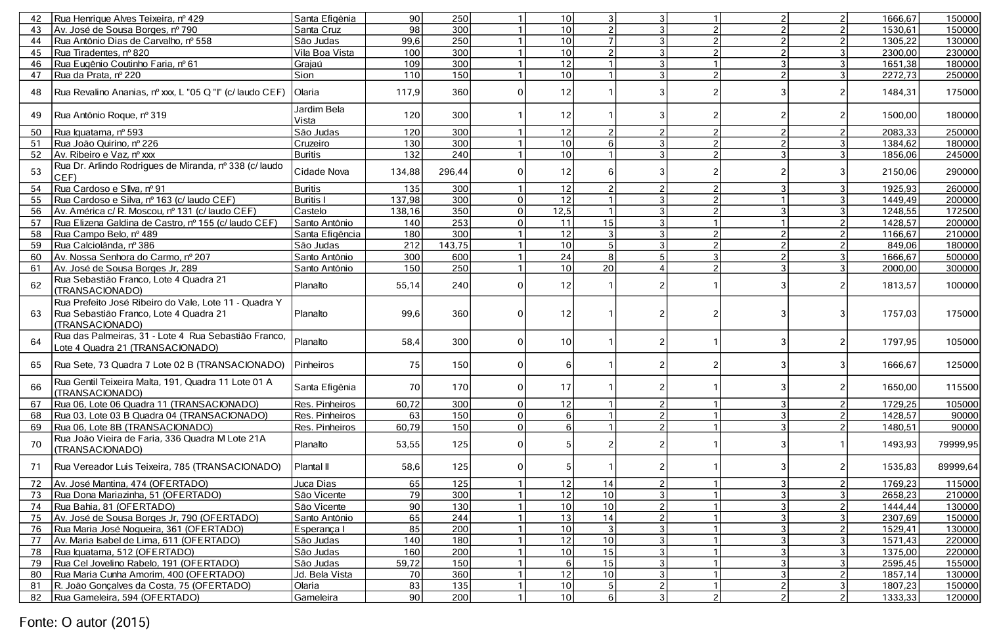 42 Rua Henrique Alves Teixeira, nº 429 Santa Efigênia 90 250 1 10 3 3 1 2 2 1666,67 150000
43 Av. José de Sousa Borges, nº 790 Santa Cruz 98 300 1 10 2 3 2 2 2 1530,61 150000
44 Rua Antônio Dias de Carvalho, nº 558 São Judas 99,6 250 1 10 7 3 2 2 2 1305,22 130000
45 Rua Tiradentes, nº 820 Vila Boa Vista 100 300 1 10 2 3 2 2 3 2300,00 230000
46 Rua Eugênio Coutinho Faria, nº 61 Grajaú 109 300 1 12 1 3 1 3 3 1651,38 180000
47 Rua da Prata, nº 220 Sion 110 150 1 10 1 3 2 2 3 2272,73 250000
48 Rua Revalino Ananias, nº xxx, L "05 Q "I" (c/ laudo CEF) Olaria 117,9 360 0 12 1 3 2 3 2 1484,31 175000
49 Rua Antônio Roque, nº 319 Jardim Bela
Vista 120 300 1 12 1 3 2 2 2 1500,00 180000
50 Rua Iguatama, nº 593 São Judas 120 300 1 12 2 2 2 2 2 2083,33 250000
51 Rua João Quirino, nº 226 Cruzeiro 130 300 1 10 6 3 2 2 3 1384,62 180000
52 Av. Ribeiro e Vaz, nº xxx Buritis 132 240 1 10 1 3 2 3 3 1856,06 245000
53 Rua Dr. Arlindo Rodrigues de Miranda, nº 338 (c/ laudo
CEF) Cidade Nova 134,88 296,44 0 12 6 3 2 2 3 2150,06 290000
54 Rua Cardoso e SIlva, nº 91 Buritis 135 300 1 12 2 2 2 3 3 1925,93 260000
55 Rua Cardoso e Silva, nº 163 (c/ laudo CEF) Buritis I 137,98 300 0 12 1 3 2 1 3 1449,49 200000
56 Av. América c/ R. Moscou, nº 131 (c/ laudo CEF) Castelo 138,16 350 0 12,5 1 3 2 3 3 1248,55 172500
57 Rua Elizena Galdina de Castro, nº 155 (c/ laudo CEF) Santo Antônio 140 253 0 11 15 3 1 1 2 1428,57 200000
58 Rua Campo Belo, nº 489 Santa Efigência 180 300 1 12 3 3 2 2 2 1166,67 210000
59 Rua Calciolânda, nº 386 São Judas 212 143,75 1 10 5 3 2 2 2 849,06 180000
60 Av. Nossa Senhora do Carmo, nº 207 Santo Antônio 300 600 1 24 8 5 3 2 3 1666,67 500000
61 Av. José de Sousa Borges Jr, 289 Santo Antônio 150 250 1 10 20 4 2 3 3 2000,00 300000
62 Rua Sebastião Franco, Lote 4 Quadra 21
(TRANSACIONADO) Planalto 55,14 240 0 12 1 2 1 3 2 1813,57 100000
63 Rua Prefeito José Ribeiro do Vale, Lote 11 - Quadra Y
Rua Sebastião Franco, Lote 4 Quadra 21
(TRANSACIONADO) Planalto 99,6 360 0 12 1 2 2 3 3 1757,03 175000
64 Rua das Palmeiras, 31 - Lote 4 Rua Sebastião Franco,
Lote 4 Quadra 21 (TRANSACIONADO) Planalto 58,4 300 0 10 1 2 1 3 2 1797,95 105000
65 Rua Sete, 73 Quadra 7 Lote 02 B (TRANSACIONADO) Pinheiros 75 150 0 6 1 2 2 3 3 1666,67 125000
66 Rua Gentil Teixeira Malta, 191, Quadra 11 Lote 01 A
(TRANSACIONADO) Santa Efigênia 70 170 0 17 1 2 1 3 2 1650,00 115500
67 Rua 06, Lote 06 Quadra 11 (TRANSACIONADO) Res. Pinheiros 60,72 300 0 12 1 2 1 3 2 1729,25 105000
68 Rua 03, Lote 03 B Quadra 04 (TRANSACIONADO) Res. Pinheiros 63 150 0 6 1 2 1 3 2 1428,57 90000
69 Rua 06, Lote 8B (TRANSACIONADO) Res. Pinheiros 60,79 150 0 6 1 2 1 3 2 1480,51 90000
70 Rua João Vieira de Faria, 336 Quadra M Lote 21A
(TRANSACIONADO) Planalto 53,55 125 0 5 2 2 1 3 1 1493,93 79999,95
71 Rua Vereador Luis Teixeira, 785 (TRANSACIONADO) Plantal II 58,6 125 0 5 1 2 1 3 2 1535,83 89999,64
72 Av. José Mantina, 474 (OFERTADO) Juca Dias 65 125 1 12 14 2 1 3 2 1769,23 115000
73 Rua Dona Mariazinha, 51 (OFERTADO) São Vicente 79 300 1 12 10 3 1 3 3 2658,23 210000
74 Rua Bahia, 81 (OFERTADO) São Vicente 90 130 1 10 10 2 1 3 2 1444,44 130000
75 Av. José de Sousa Borges Jr, 790 (OFERTADO) Santo Antônio 65 244 1 13 14 2 1 3 3 2307,69 150000
76 Rua Maria José Nogueira, 361 (OFERTADO) Esperança I 85 200 1 10 3 3 1 3 2 1529,41 130000
77 Av. Maria Isabel de Lima, 611 (OFERTADO) São Judas 140 180 1 12 10 3 1 3 3 1571,43 220000
78 Rua Iguatama, 512 (OFERTADO) São Judas 160 200 1 10 15 3 1 3 3 1375,00 220000
79 Rua Cel Jovelino Rabelo, 191 (OFERTADO) São Judas 59,72 150 1 6 15 3 1 3 3 2595,45 155000
80 Rua Maria Cunha Amorim, 400 (OFERTADO) Jd. Bela Vista 70 360 1 12 10 3 1 3 2 1857,14 130000
81 R. João Gonçalves da Costa, 75 (OFERTADO) Olaria 83 135 1 10 5 2 1 2 3 1807,23 150000
82 Rua Gameleira, 594 (OFERTADO) Gameleira 90 200 1 10 6 3 2 2 2 1333,33 120000
Fonte: O autor (2015)